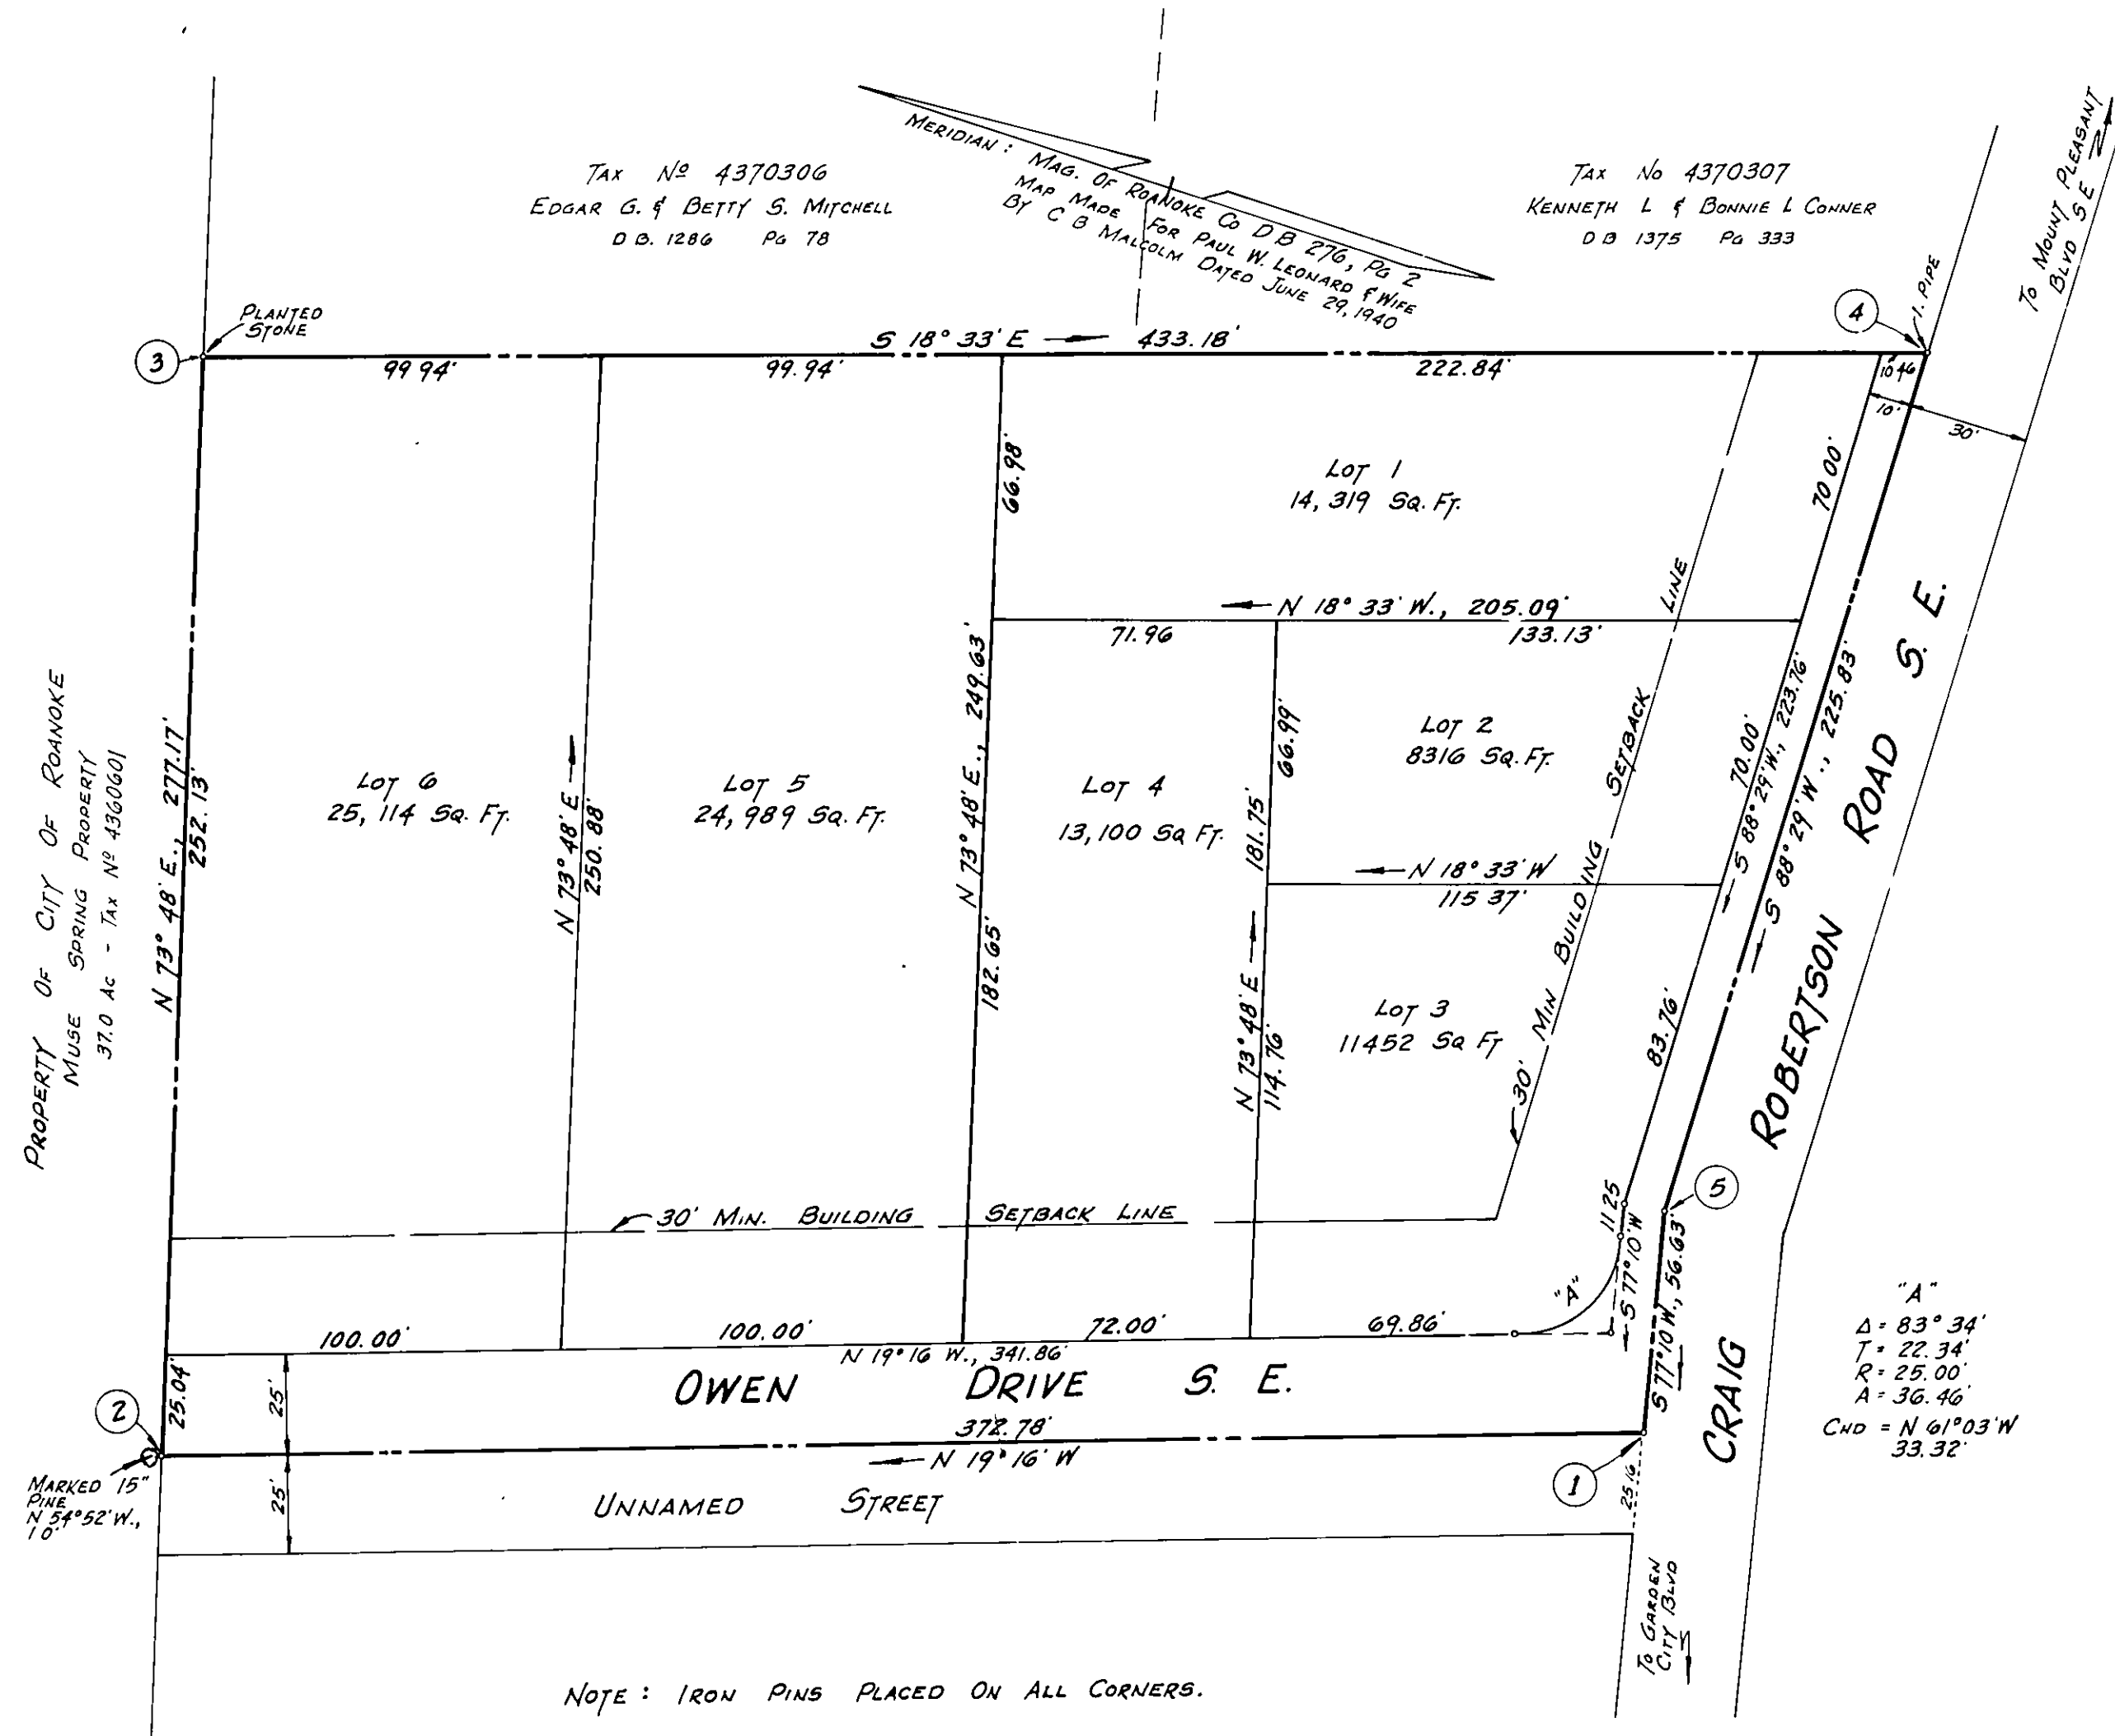 TAX Nº 4370306
EDGAR G. & BETTY S. MITCHELL
D B. 1286 PG 78
MERIDIAN: MAG. OF ROANOKE CO D B 276, PG 2
MAP MADE FOR PAUL W. LEONARD & WIFE
BY C B MALCOLM DATED JUNE 29, 1940
TAX No 4370307
KENNETH L & BONNIE L CONNER
D B 1375 PG 333
TO MOUNT PLEASANT
BLVD S E
1. PIPE
4
PLANTED
STONE
3
S 18° 33' E 433.18'
99 94'
99.94'
222.84'
10 46
10'
30'
66.98'
LOT 1
14,319 SQ. FT.
70 00'
N 18° 33' W., 205.09'
71.96
133.13'
PROPERTY OF CITY OF ROANOKE
MUSE SPRING PROPERTY
37.0 AC - TAX Nº 4360601
N 73° 48' E., 277.17'
252.13'
LOT 6
25,114 SQ. FT.
N 73° 48' E
250.88'
LOT 5
24,989 SQ. FT.
N 73° 48' E., 249.63'
182.65'
LOT 4
13,100 SQ FT.
66.99'
181.75'
LOT 2
8316 SQ. FT.
70.00'
S 88° 29' W., 223.76'
S 88° 29' W., 225.83'
N 18° 33' W
115 37'
N 73° 48' E
114.76'
LOT 3
11452 SQ FT
30' MIN BUILDING SETBACK LINE
83.76'
CRAIG ROBERTSON ROAD S. E.
30' MIN. BUILDING SETBACK LINE
11 25
S 77° 10' W
5
S 77° 10' W., 56.63'
"A"
100.00'
100.00'
72.00'
69.86'
N 19° 16 W., 341.86'
25.04'
25'
OWEN DRIVE S. E.
372.78'
N 19° 16' W
2
MARKED 15"
PINE
N 54° 52' W.,
1 0'
25'
UNNAMED STREET
1
25 16
TO GARDEN
CITY BLVD
"A"
Δ = 83° 34'
T = 22.34'
R = 25.00'
A = 36.46'
CHD = N 61° 03' W
33.32'
NOTE: IRON PINS PLACED ON ALL CORNERS.